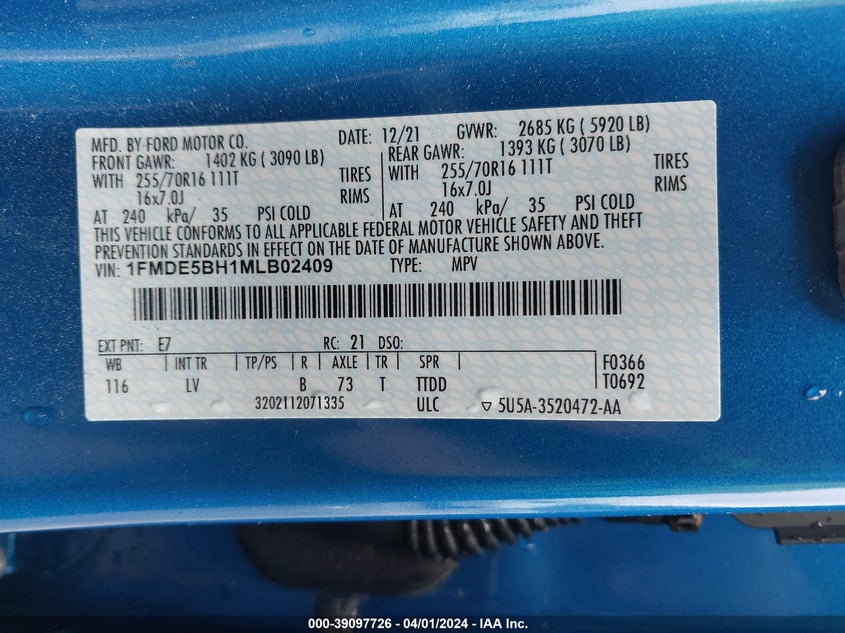 MFD. BY FORD MOTOR CO. DATE: 12/21 GVWR: 2685 KG ( 5920 LB)
FRONT GAWR: 1402 KG ( 3090 LB) REAR GAWR: 1393 KG ( 3070 LB)
WITH 255/70R16 111T TIRES WITH 255/70R16 111T TIRES
16x7.0J RIMS 16x7.0J RIMS
AT 240 kPa/ 35 PSI COLD AT 240 kPa/ 35 PSI COLD
THIS VEHICLE CONFORMS TO ALL APPLICABLE FEDERAL MOTOR VEHICLE SAFETY AND THEFT
PREVENTION STANDARDS IN EFFECT ON THE DATE OF MANUFACTURE SHOWN ABOVE.
VIN: 1FMDE5BH1MLB02409 TYPE: MPV
EXT PNT: E7 RC: 21 DSO:
WB INT TR TP/PS R AXLE TR SPR F0366
116 LV B 73 T TTDD T0692
3202112071335 ULC ▽ 5U5A-3520472-AA
000-39097726 - 04/01/2024 - IAA Inc.